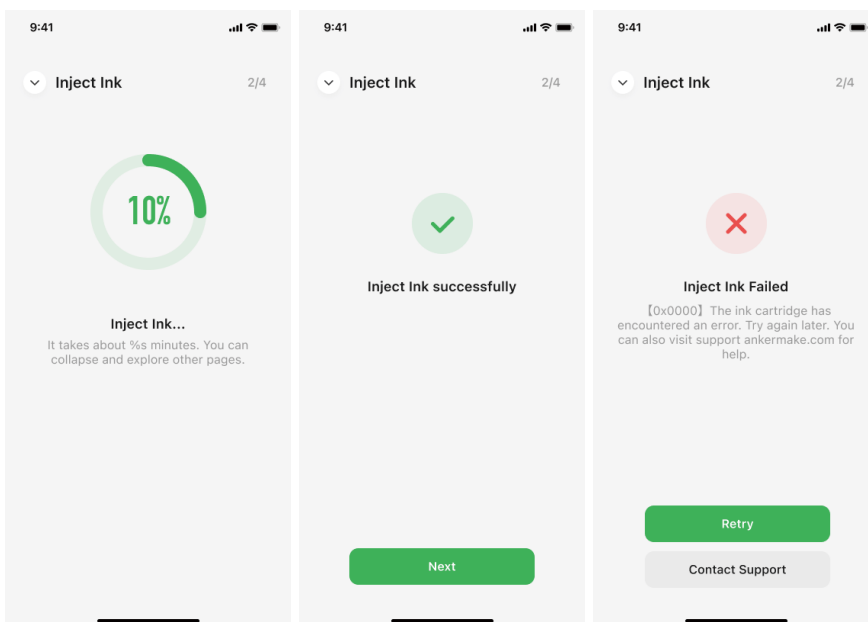 9:41
Inject Ink 2/4
10%
Inject Ink...
It takes about %s minutes. You can
collapse and explore other pages.
9:41
Inject Ink 2/4
Inject Ink successfully
Next
9:41
Inject Ink 2/4
Inject Ink Failed
【0x0000】The ink cartridge has
encountered an error. Try again later. You
can also visit support ankermake.com for
help.
Retry
Contact Support